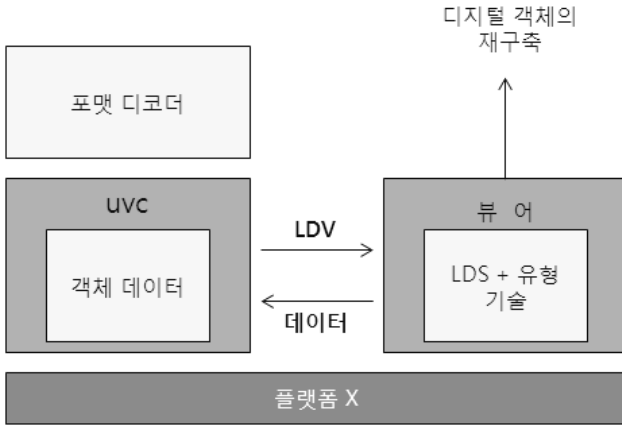 디지털 객체의
재구축
포맷 디코더
uvc
객체 데이터
LDV
데이터
뷰 어
LDS + 유형
기술
플랫폼 X